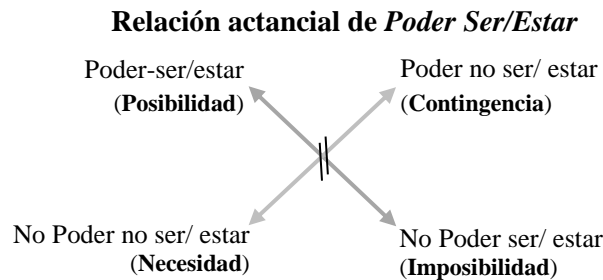 Relación actancial de Poder Ser/Estar
Poder-ser/estar
(Posibilidad)
Poder no ser/ estar
(Contingencia)
No Poder no ser/ estar
(Necesidad)
No Poder ser/ estar
(Imposibilidad)